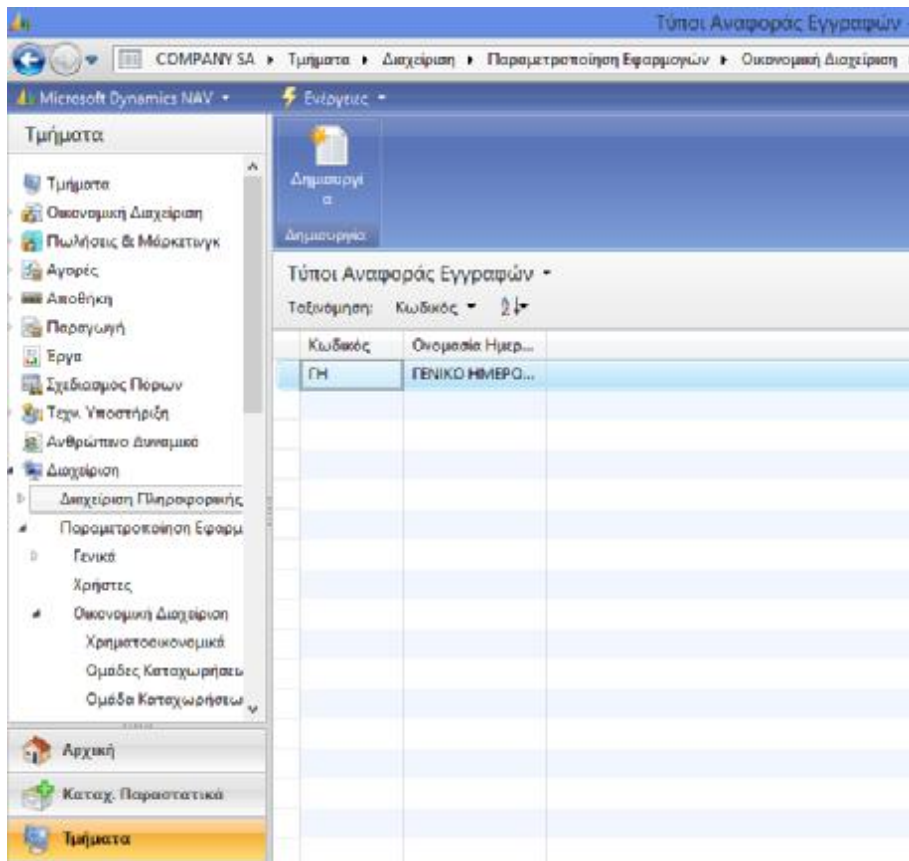 Τύποι Αναφοράς Εγγραφών -
COMPANY SA ▸ Τμήματα ▸ Διαχείριση ▸ Παραμετροποίηση Εφαρμογών ▸ Οικονομική Διαχείριση
Microsoft Dynamics NAV
Ενέργειες
Τμήματα
Τμήματα
Οικονομική Διαχείριση
Πωλήσεις & Μάρκετινγκ
Αγορές
Αποθήκη
Παραγωγή
Έργα
Σχεδιασμός Πόρων
Τεχν. Υποστήριξη
Ανθρώπινο Δυναμικό
Διαχείριση
Διαχείριση Πληροφορικής
Παραμετροποίηση Εφαρμ
Γενικά
Χρήστες
Οικονομική Διαχείριση
Χρηματοοικονομικά
Ομάδες Καταχωρήσεω
Ομάδα Καταχωρήσεω
Αρχική
Καταχ. Παραστατικά
Τμήματα
Δημιουργί
α
Δημιουργία
Τύποι Αναφοράς Εγγραφών
Ταξινόμηση: Κωδικός
Κωδικός Ονομασία Ημερ...
ΓΗ ΓΕΝΙΚΟ ΗΜΕΡΟ...